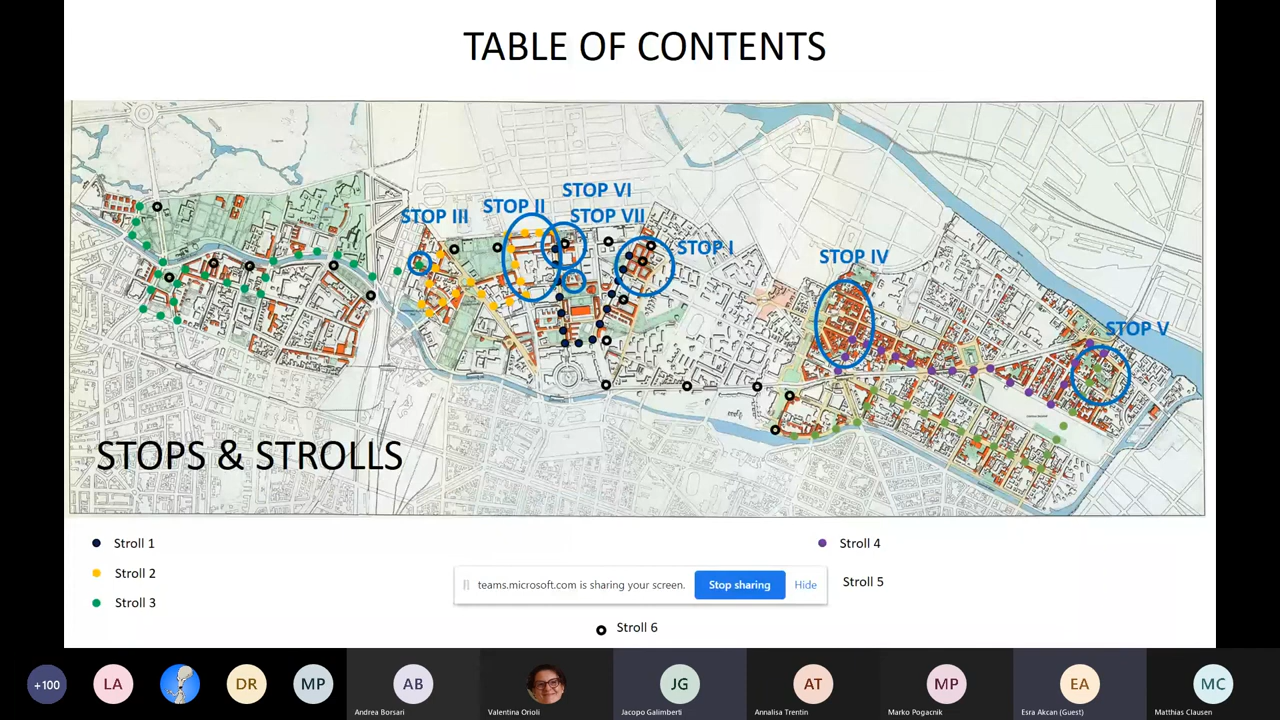 TABLE OF CONTENTS
STOP VI
STOP II
STOP III
STOP VII
STOP I
STOP IV
STOP V
STOPS & STROLLS
Stroll 1
Stroll 4
Stroll 2
teams.microsoft.com is sharing your screen.
Stop sharing
Hide
Stroll 5
Stroll 3
Stroll 6
+100
LA
DR
MP
AB
JG
AT
MP
EA
MC
Andrea Borsari
Valentina Orioli
Jacopo Galimberti
Annalisa Trentin
Marko Pogacnik
Esra Akcan (Guest)
Matthias Clausen